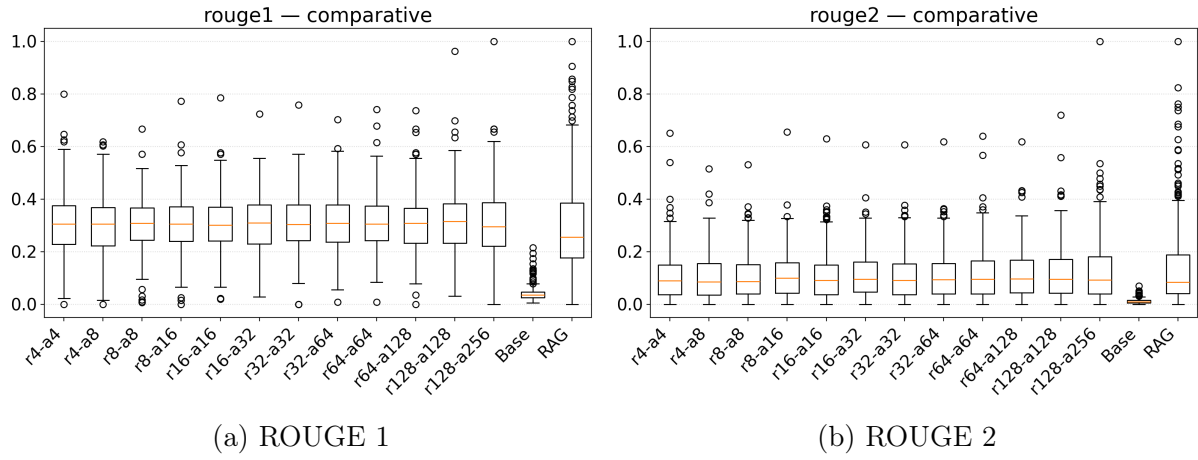 rouge1 — comparative
1.0
0.8
0.6
0.4
0.2
0.0
r4-a4
r4-a8
r8-a8
r8-a16
r16-a16
r16-a32
r32-a32
r32-a64
r64-a64
r64-a128
r128-a128
r128-a256
Base
RAG
(a) ROUGE 1
rouge2 — comparative
1.0
0.8
0.6
0.4
0.2
0.0
r4-a4
r4-a8
r8-a8
r8-a16
r16-a16
r16-a32
r32-a32
r32-a64
r64-a64
r64-a128
r128-a128
r128-a256
Base
RAG
(b) ROUGE 2